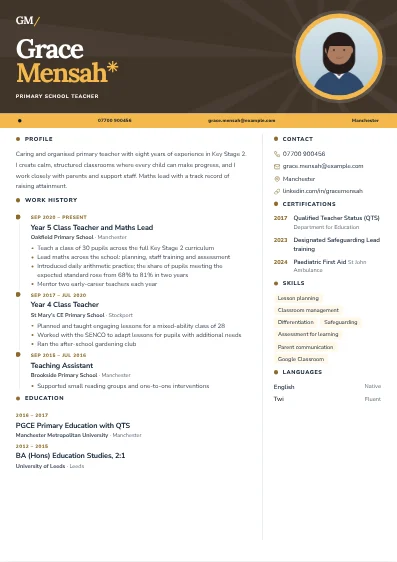 GM/
Grace
Mensah*
PRIMARY SCHOOL TEACHER
07700 900456
grace.mensah@example.com
Manchester
PROFILE
Caring and organised primary teacher with eight years of experience in Key Stage 2.
I create calm, structured classrooms where every child can make progress, and I
work closely with parents and support staff. Maths lead with a track record of
raising attainment.
WORK HISTORY
SEP 2020 – PRESENT
Year 5 Class Teacher and Maths Lead
Oakfield Primary School · Manchester
• Teach a class of 30 pupils across the full Key Stage 2 curriculum
• Lead maths across the school: planning, staff training and assessment
• Introduced daily arithmetic practice; the share of pupils meeting the
expected standard rose from 68% to 81% in two years
• Mentor two early-career teachers each year
SEP 2017 – JUL 2020
Year 4 Class Teacher
St Mary's CE Primary School · Stockport
• Planned and taught engaging lessons for a mixed-ability class of 28
• Worked with the SENCO to adapt lessons for pupils with additional needs
• Ran the after-school gardening club
SEP 2015 – JUL 2016
Teaching Assistant
Brookside Primary School · Manchester
• Supported small reading groups and one-to-one interventions
EDUCATION
2016 – 2017
PGCE Primary Education with QTS
Manchester Metropolitan University · Manchester
2012 – 2015
BA (Hons) Education Studies, 2:1
University of Leeds · Leeds
CONTACT
07700 900456
grace.mensah@example.com
Manchester
linkedin.com/in/gracemensah
CERTIFICATIONS
2017 Qualified Teacher Status (QTS)
Department for Education
2023 Designated Safeguarding Lead
training
2024 Paediatric First Aid St John
Ambulance
SKILLS
Lesson planning
Classroom management
Differentiation Safeguarding
Assessment for learning
Parent communication
Google Classroom
LANGUAGES
English Native
Twi Fluent